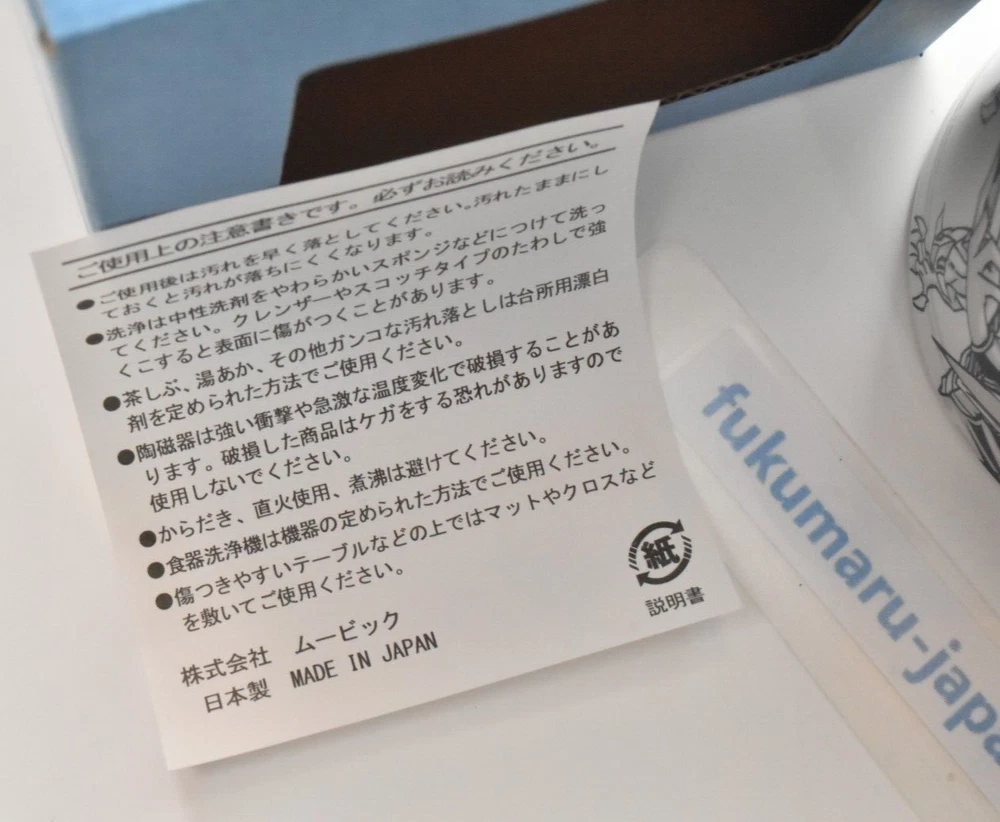 ご使用上の注意書きです。必ずお読みください。
●ご使用後は汚れを早く落としてください。汚れたままにし
ておくと汚れが落ちにくくなります。
●洗浄は中性洗剤をやわらかいスポンジなどにつけて洗っ
てください。クレンザーやスコッチタイプのたわしで強
くこすると表面に傷がつくことがあります。
●茶しぶ、湯あか、その他ガンコな汚れ落としは台所用漂白
剤を定められた方法でご使用ください。
●陶磁器は強い衝撃や急激な温度変化で破損することがあ
ります。破損した商品はケガをする恐れがありますので
使用しないでください。
●からだき、直火使用、煮沸は避けてください。
●食器洗浄機は機器の定められた方法でご使用ください。
●傷つきやすいテーブルなどの上ではマットやクロスなど
を敷いてご使用ください。
株式会社 ムービック
日本製 MADE IN JAPAN
紙
説明書
fukumaru-japa